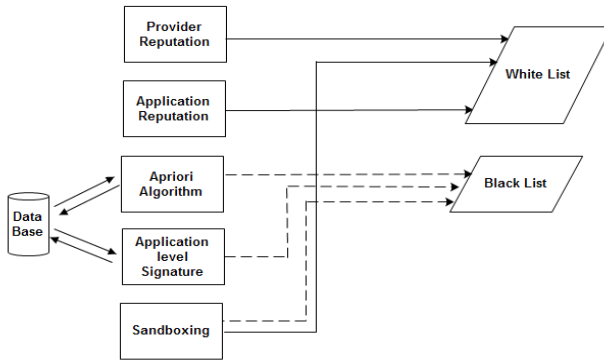 Provider
Reputation
White List
Application
Reputation
Apriori
Algorithm
Black List
Data
Base
Application
level
Signature
Sandboxing